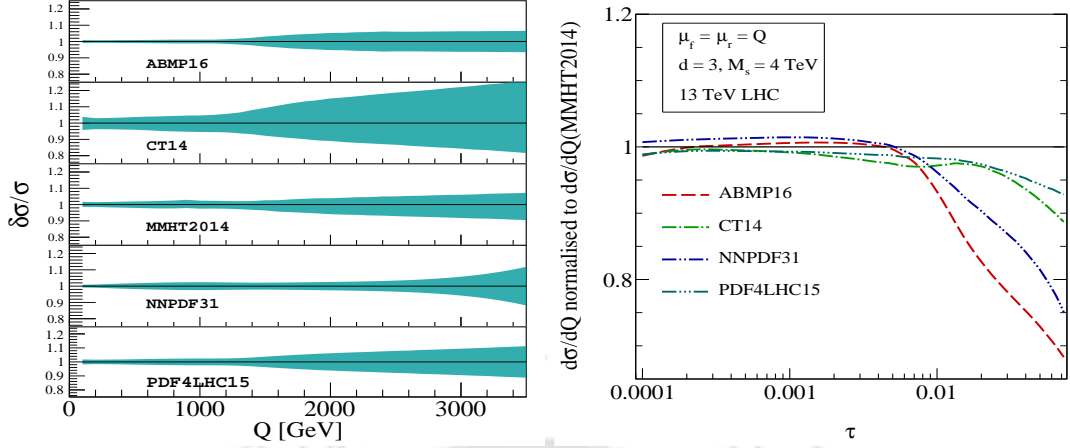 δσ/σ
1.2
1.1
1
0.9
0.8
ABMP16
1.2
1.1
1
0.9
0.8
CT14
1.2
1.1
1
0.9
0.8
MMHT2014
1.2
1.1
1
0.9
0.8
NNPDF31
1.2
1.1
1
0.9
0.8
PDF4LHC15
0 1000 2000 3000
Q [GeV]
dσ/dQ normalised to dσ/dQ(MMHT2014)
1.2
1
0.8
μf = μr = Q
d = 3, Ms = 4 TeV
13 TeV LHC
ABMP16
CT14
NNPDF31
PDF4LHC15
0.0001 0.001 0.01
τ